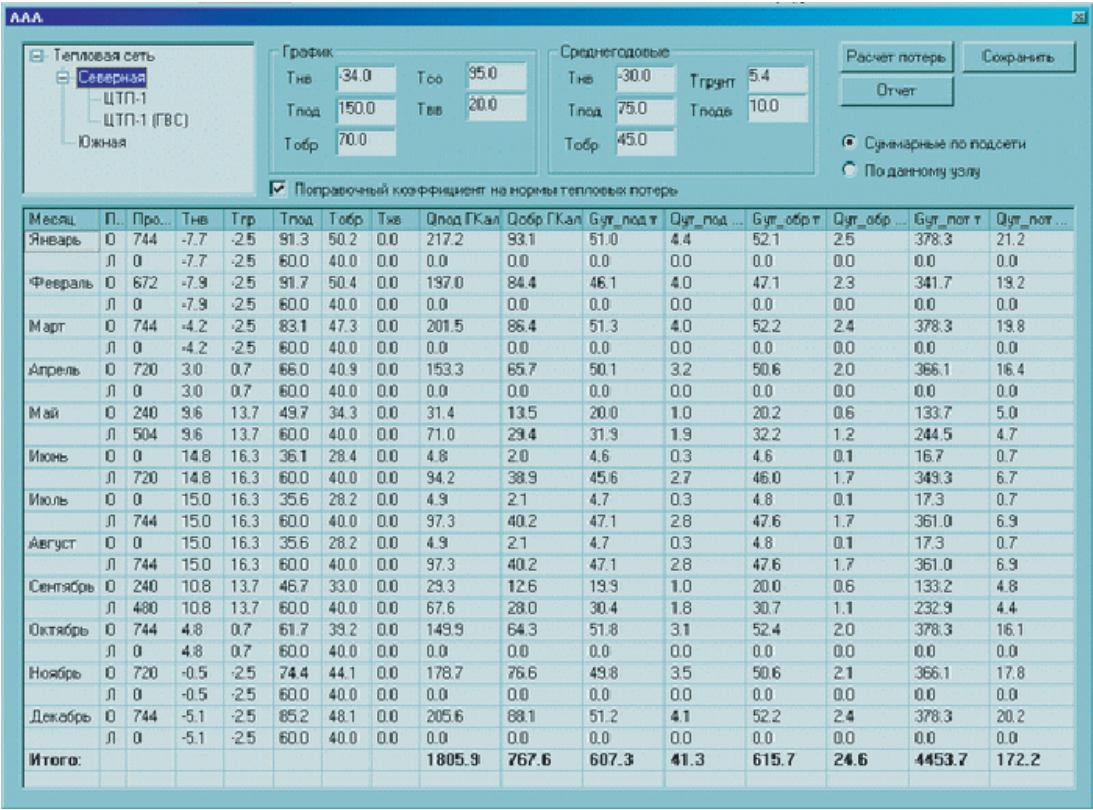 AAA
Тепловая сеть
Северная
ЦТП-1
ЦТП-1 (ГВС)
Южная
График
Тнв -34.0 Тсо 95.0
Тпод 150.0 Твв 20.0
Тобр 70.0
Среднегодовые
Тнв -30.0 Тгрунт 5.4
Тпод 75.0 Тподв 10.0
Тобр 45.0
Расчет потерь Сохранить
Отчет
Суммарные по подсети
По данному узлу
Поправочный коэффициент на нормы тепловых потерь
Месяц П... Про... Тнв Тгр Тпод Тобр Тхв Qпод ГКал Qобр ГКал Gут_под т Qут_под ... Gут_обр т Qут_обр ... Gут_пот т Qут_пот ...
Январь О 744 -7.7 -2.5 91.3 50.2 0.0 217.2 93.1 51.0 4.4 52.1 2.5 378.3 21.2
Л 0 -7.7 -2.5 60.0 40.0 0.0 0.0 0.0 0.0 0.0 0.0 0.0 0.0 0.0
Февраль О 672 -7.9 -2.5 91.7 50.4 0.0 197.0 84.4 46.1 4.0 47.1 2.3 341.7 19.2
Л 0 -7.9 -2.5 60.0 40.0 0.0 0.0 0.0 0.0 0.0 0.0 0.0 0.0 0.0
Март О 744 -4.2 -2.5 83.1 47.3 0.0 201.5 86.4 51.3 4.0 52.2 2.4 378.3 19.8
Л 0 -4.2 -2.5 60.0 40.0 0.0 0.0 0.0 0.0 0.0 0.0 0.0 0.0 0.0
Апрель О 720 3.0 0.7 66.0 40.9 0.0 153.3 65.7 50.1 3.2 50.6 2.0 366.1 16.4
Л 0 3.0 0.7 60.0 40.0 0.0 0.0 0.0 0.0 0.0 0.0 0.0 0.0 0.0
Май О 240 9.6 13.7 49.7 34.3 0.0 31.4 13.5 20.0 1.0 20.2 0.6 133.7 5.0
Л 504 9.6 13.7 60.0 40.0 0.0 71.0 29.4 31.9 1.9 32.2 1.2 244.5 4.7
Июнь О 0 14.8 16.3 36.1 28.4 0.0 4.8 2.0 4.6 0.3 4.6 0.1 16.7 0.7
Л 720 14.8 16.3 60.0 40.0 0.0 94.2 38.9 45.6 2.7 46.0 1.7 349.3 6.7
Июль О 0 15.0 16.3 35.6 28.2 0.0 4.9 2.1 4.7 0.3 4.8 0.1 17.3 0.7
Л 744 15.0 16.3 60.0 40.0 0.0 97.3 40.2 47.1 2.8 47.6 1.7 361.0 6.9
Август О 0 15.0 16.3 35.6 28.2 0.0 4.9 2.1 4.7 0.3 4.8 0.1 17.3 0.7
Л 744 15.0 16.3 60.0 40.0 0.0 97.3 40.2 47.1 2.8 47.6 1.7 361.0 6.9
Сентябрь О 240 10.8 13.7 46.7 33.0 0.0 29.3 12.6 19.9 1.0 20.0 0.6 133.2 4.8
Л 480 10.8 13.7 60.0 40.0 0.0 67.6 28.0 30.4 1.8 30.7 1.1 232.9 4.4
Октябрь О 744 4.8 0.7 61.7 39.2 0.0 149.9 64.3 51.8 3.1 52.4 2.0 378.3 16.1
Л 0 4.8 0.7 60.0 40.0 0.0 0.0 0.0 0.0 0.0 0.0 0.0 0.0 0.0
Ноябрь О 720 -0.5 -2.5 74.4 44.1 0.0 178.7 76.6 49.8 3.5 50.6 2.1 366.1 17.8
Л 0 -0.5 -2.5 60.0 40.0 0.0 0.0 0.0 0.0 0.0 0.0 0.0 0.0 0.0
Декабрь О 744 -5.1 -2.5 85.2 48.1 0.0 205.6 88.1 51.2 4.1 52.2 2.4 378.3 20.2
Л 0 -5.1 -2.5 60.0 40.0 0.0 0.0 0.0 0.0 0.0 0.0 0.0 0.0 0.0
Итого: 1805.9 767.6 607.3 41.3 615.7 24.6 4453.7 172.2